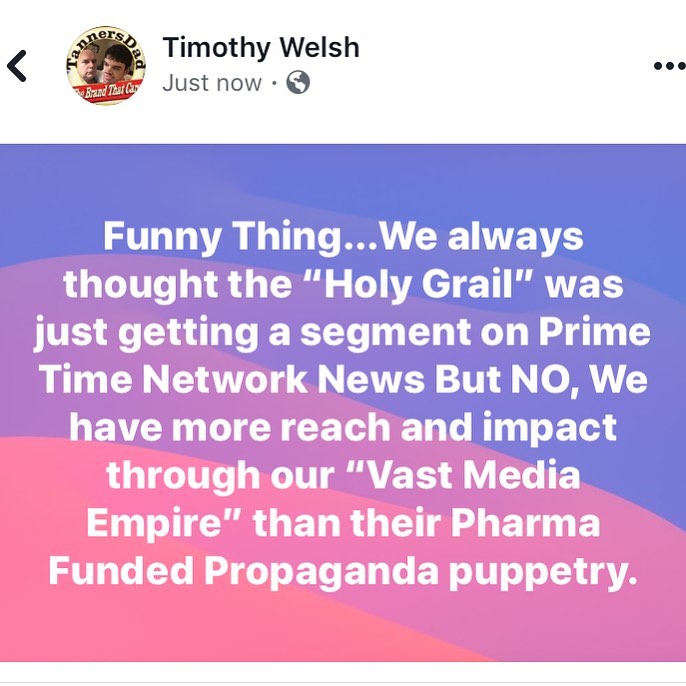 TannersDad
The Brand That Car
Timothy Welsh
Just now ·
Funny Thing...We always
thought the “Holy Grail” was
just getting a segment on Prime
Time Network News But NO, We
have more reach and impact
through our “Vast Media
Empire” than their Pharma
Funded Propaganda puppetry.